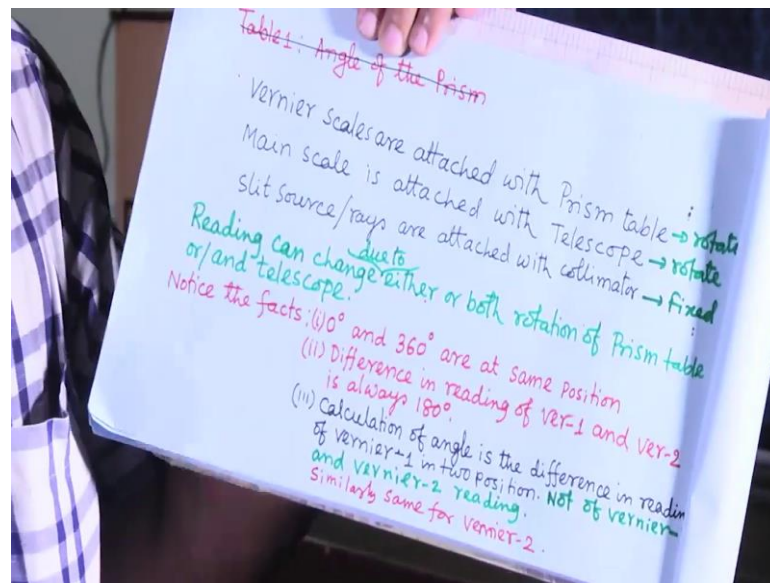 Table 1: Angle of the Prism
Vernier scales are attached with Prism table → rotate
Main scale is attached with Telescope → rotate
Slit source/rays are attached with collimator → fixed
Reading can change due to either or both rotation of Prism table
or/and telescope.
Notice the facts: (i) 0° and 360° are at same position
(ii) Difference in reading of ver-1 and ver-2
is always 180°.
(iii) Calculation of angle is the difference in readin
of vernier-1 in two position. Not of vernier-
and vernier-2 reading.
Similarly same for vernier-2.